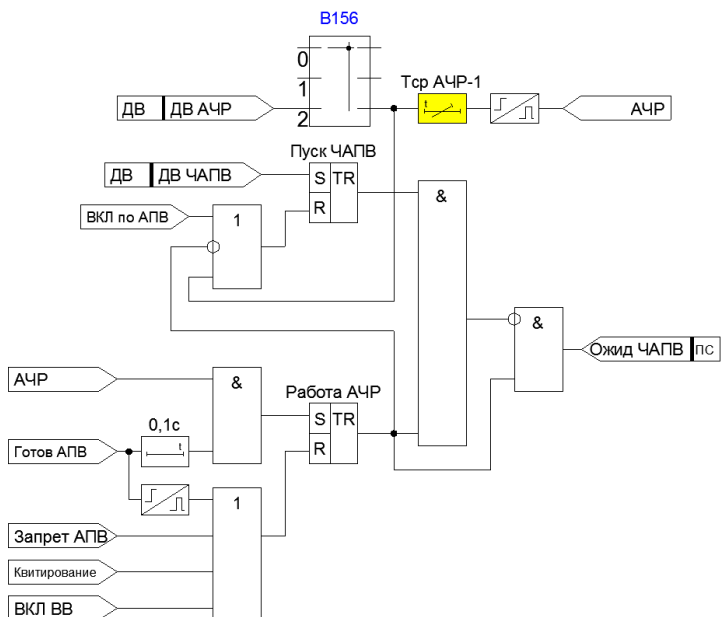 B156
0
1
2
Тср АЧР-1
t
ДВ ДВ АЧР
АЧР
Пуск ЧАПВ
ДВ ДВ ЧАПВ
S TR
R
&
ВКЛ по АПВ
1
&
Ожид ЧАПВ ПС
АЧР
&
Работа АЧР
S TR
R
0,1с
t
Готов АПВ
1
Запрет АПВ
Квитирование
ВКЛ ВВ